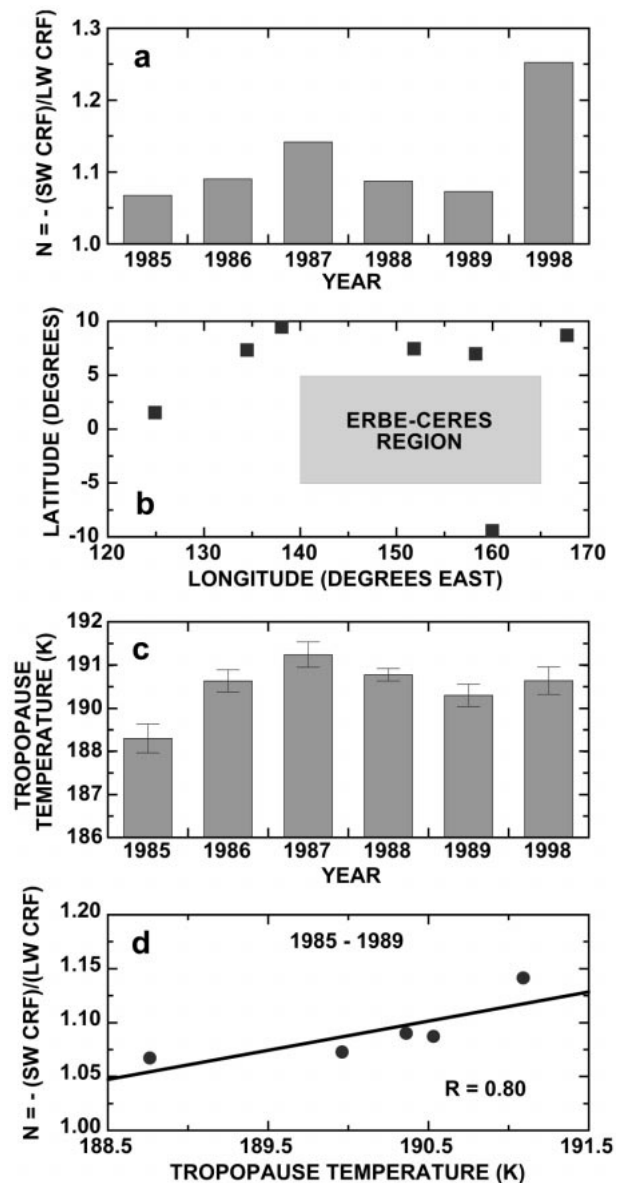 a
N = - (SW CRF)/LW CRF
1.3
1.2
1.1
1.0
1985 1986 1987 1988 1989 1998
YEAR
b
LATITUDE (DEGREES)
10
5
0
-5
-10
ERBE-CERES
REGION
120 130 140 150 160 170
LONGITUDE (DEGREES EAST)
c
TROPOPAUSE
TEMPERATURE (K)
192
191
190
188
187
186
1985 1986 1987 1988 1989 1998
YEAR
d
N = - (SW CRF)/(LW CRF)
1.20
1.15
1.10
1.05
1.00
1985 - 1989
R = 0.80
188.5 189.5 190.5 191.5
TROPOPAUSE TEMPERATURE (K)